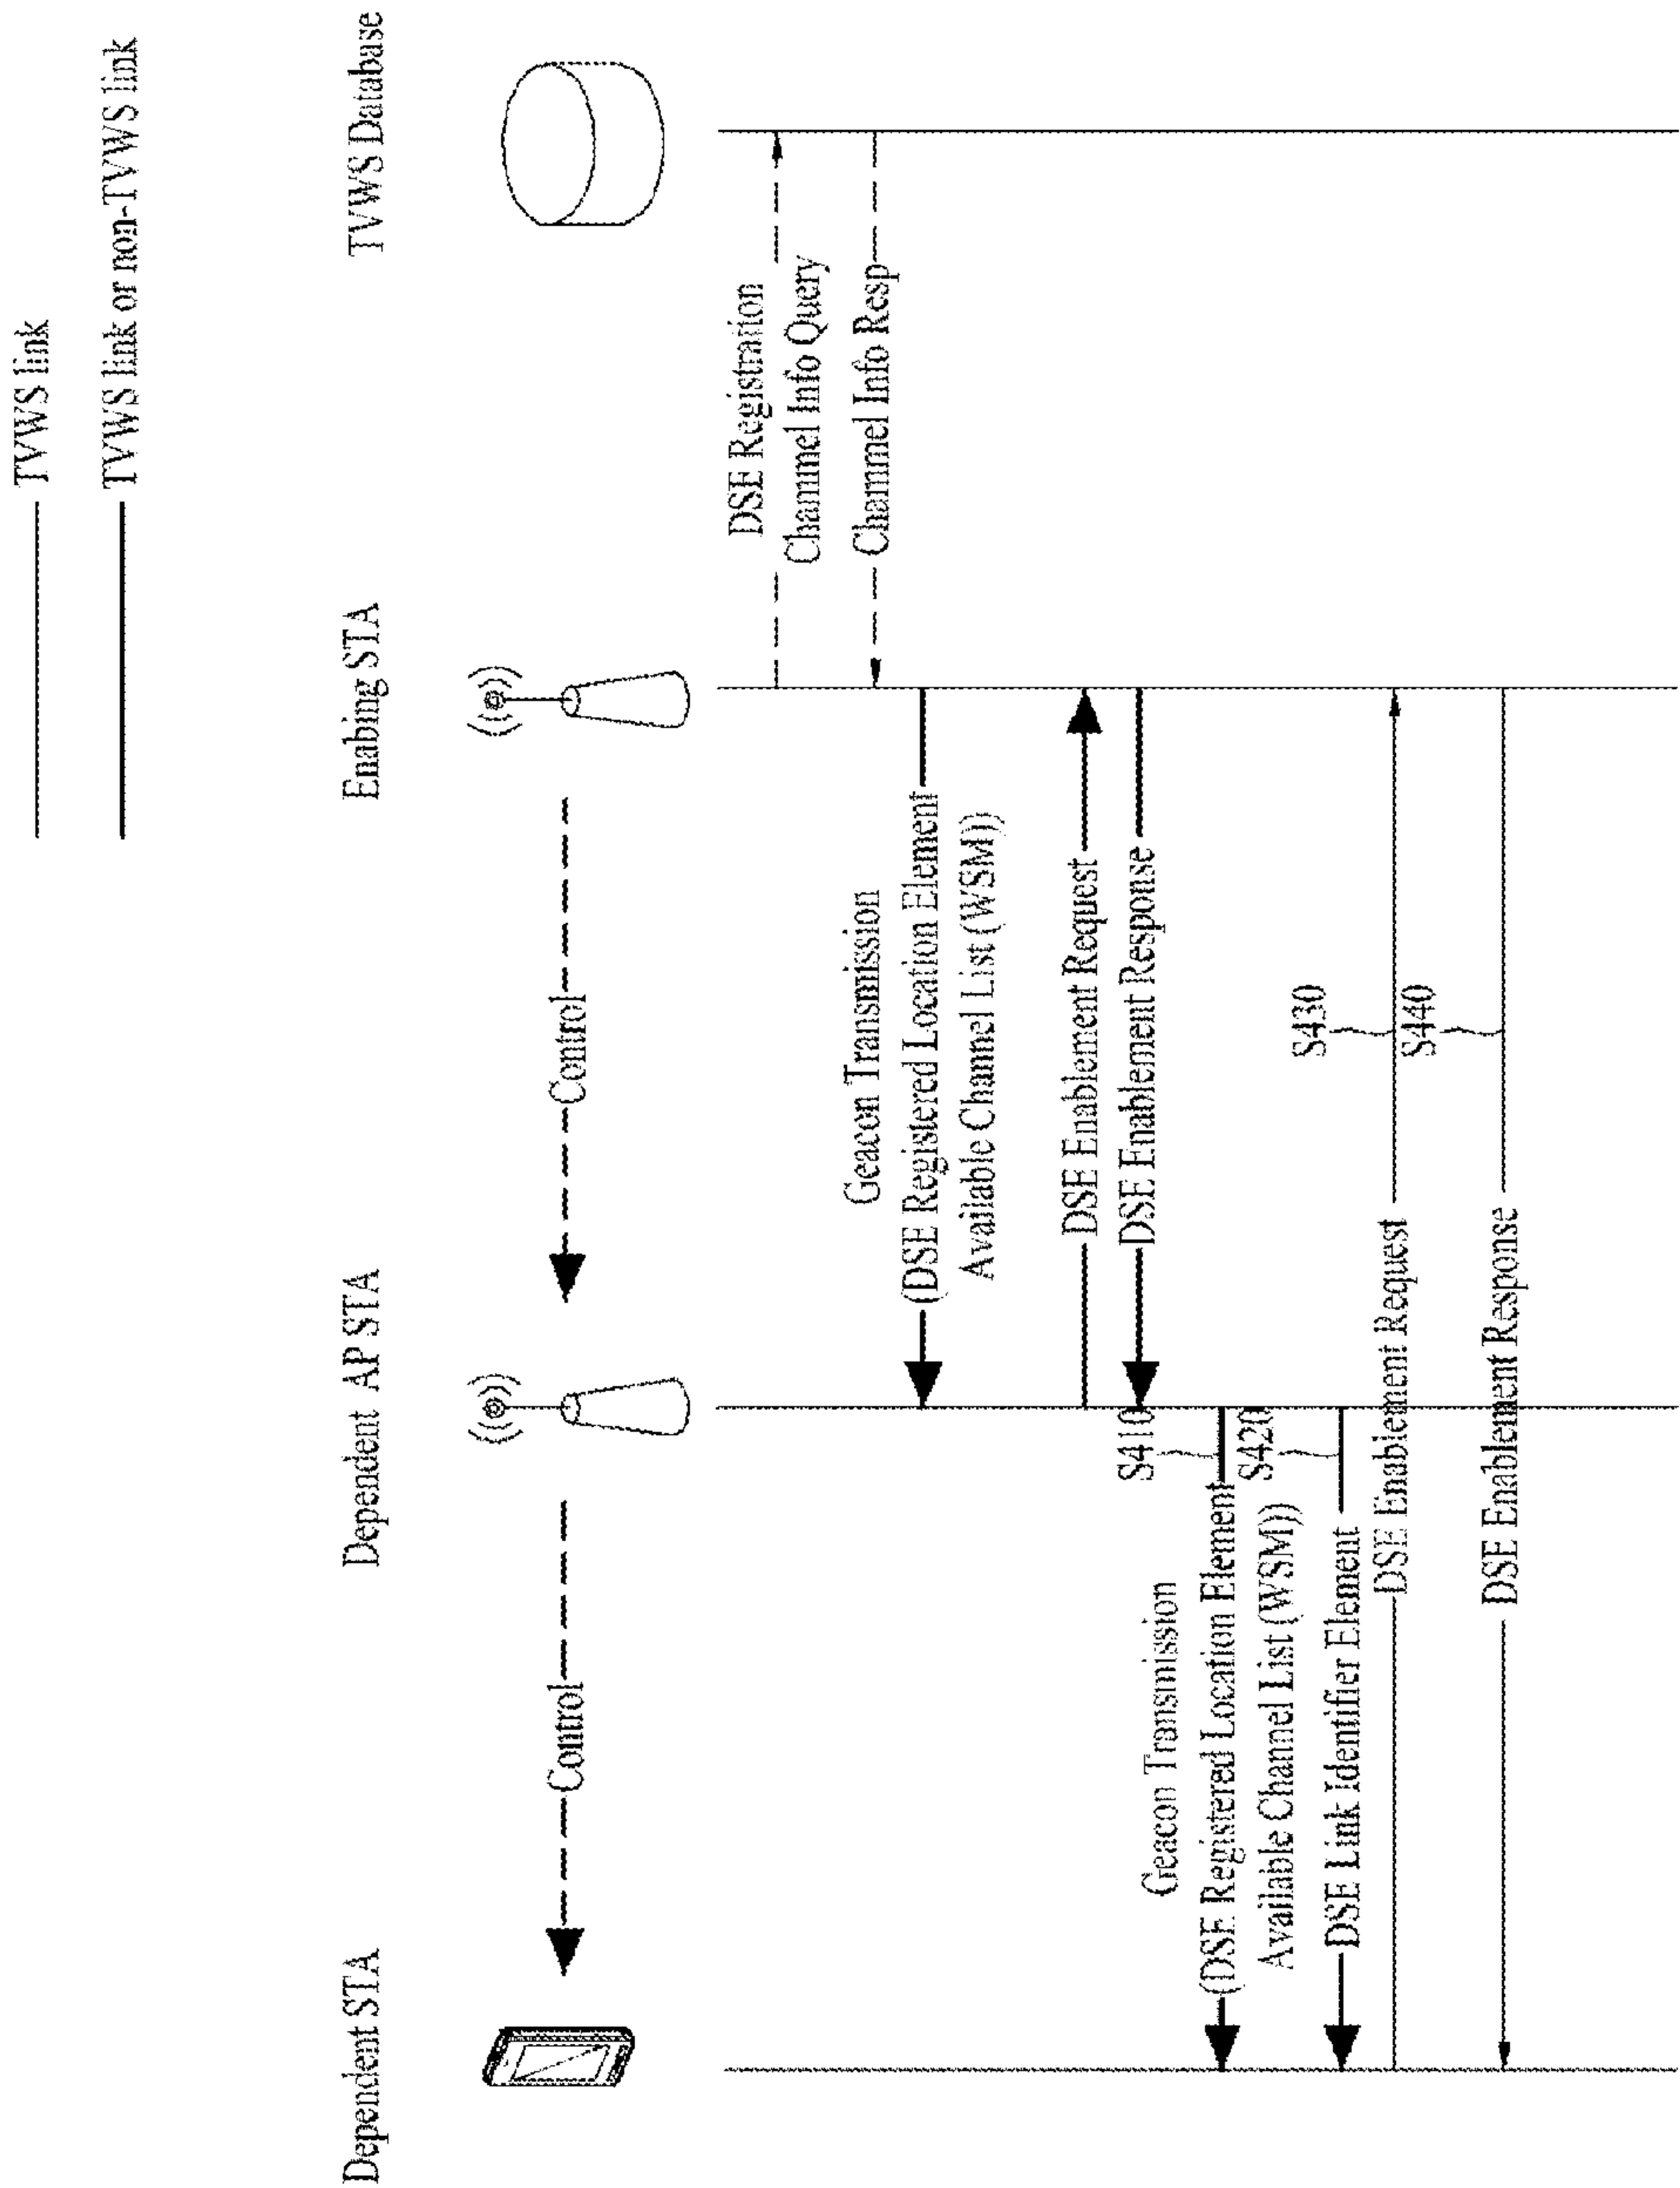 TVWS link
TVWS link or non-TVWS link
Dependent STA
Dependent AP STA
Enabing STA
TVWS Database
Control
Control
DSE Registration
Channel Info Query
Channel Info Resp
Geacon Transmission
(DSE Registered Location Element
Available Channel List (WSM))
DSE Enablement Request
DSE Enablement Response
S410
Geacon Transmission
(DSE Registered Location Element
Available Channel List (WSM))
S420
DSE Link Identifier Element
S430
DSE Enablement Request
S440
DSE Enablement Response